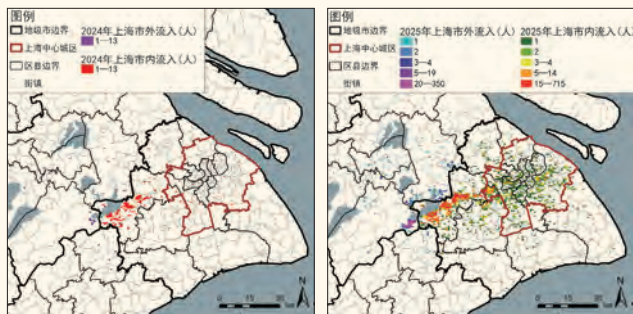 图例
地级市边界
上海中心城区
区县边界
街镇
2024年上海市外流入(人)
1—13
2024年上海市内流入(人)
1—13
N
0 15 30
图例
地级市边界
上海中心城区
区县边界
街镇
2025年上海市外流入(人)
1
2
3—4
5—19
20—350
2025年上海市内流入(人)
1
2
3—4
5—14
15—715
N
0 15 30